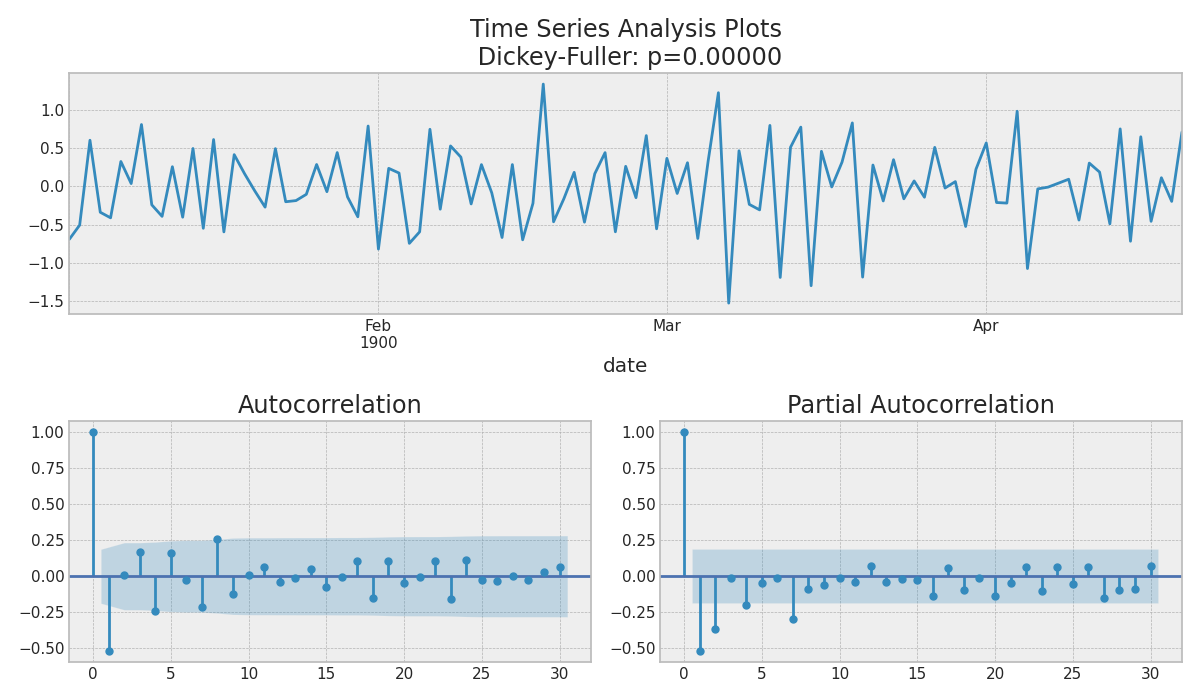 Time Series Analysis Plots
Dickey-Fuller: p=0.00000
1.0
0.5
0.0
−0.5
−1.0
−1.5
Feb
1900
Mar
Apr
date
Autocorrelation
1.00
0.75
0.50
0.25
0.00
−0.25
−0.50
0 5 10 15 20 25 30
Partial Autocorrelation
1.00
0.75
0.50
0.25
0.00
−0.25
−0.50
0 5 10 15 20 25 30